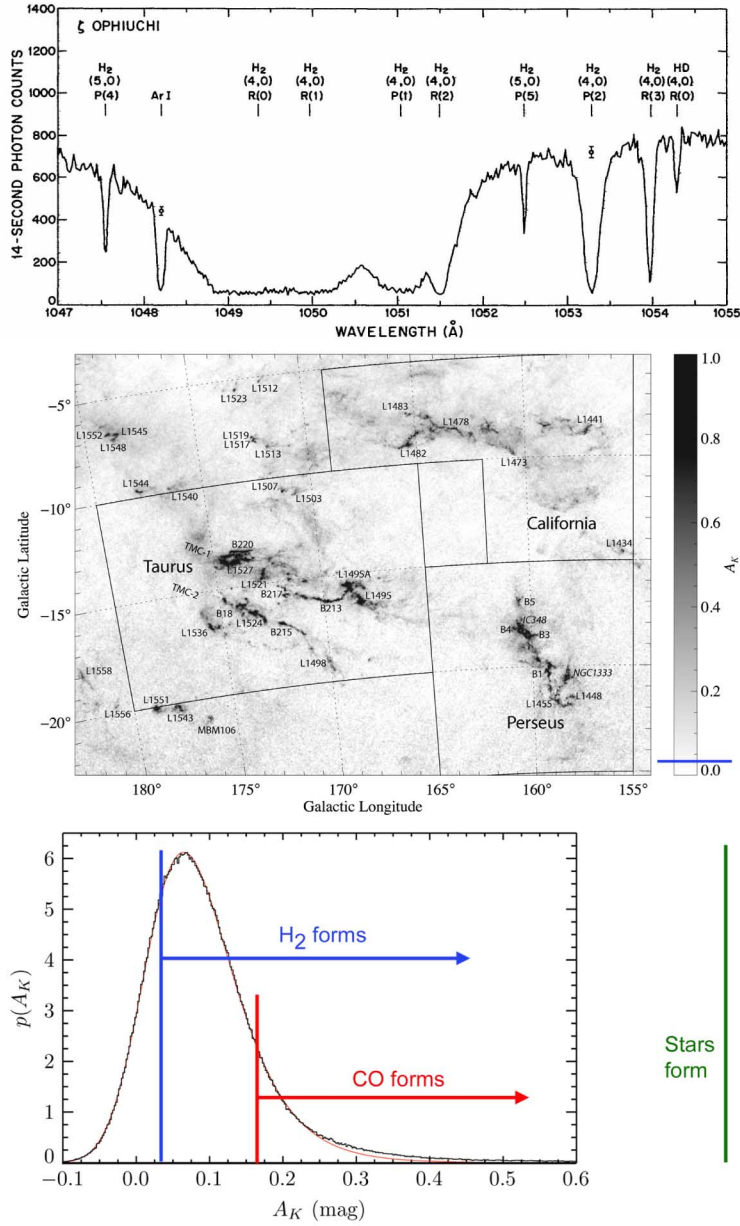 1400
1200
1000
800
600
400
200
0
14-SECOND PHOTON COUNTS
ζ OPHIUCHI
H2 (5,0) P(4)
Ar I
H2 (4,0) R(0)
H2 (4,0) R(1)
H2 (4,0) P(1)
H2 (4,0) R(2)
H2 (5,0) P(5)
H2 (4,0) P(2)
H2 (4,0) R(3)
HD (4,0) R(0)
1047 1048 1049 1050 1051 1052 1053 1054 1055
WAVELENGTH (Å)
−5°
−10°
−15°
−20°
Galactic Latitude
L1512
L1523
L1552
L1545
L1548
L1519
L1517
L1513
L1483
L1478
L1482
L1473
L1441
L1544
L1540
L1507
L1503
California
L1434
TMC-1
B220
Taurus
L1527
L1521
L1495A
TMC-2
B217
B213
L1495
B18
L1524
L1536
B215
L1498
B5
IC348
B4
B3
B1
NGC1333
L1455
L1448
Perseus
L1558
L1556
L1551
L1543
MBM106
180° 175° 170° 165° 160° 155°
Galactic Longitude
1.0
0.8
0.6
0.4
0.2
0.0
AK
6
5
4
3
2
1
0
p(AK)
H2 forms
CO forms
Stars
form
−0.1 0.0 0.1 0.2 0.3 0.4 0.5 0.6
AK (mag)